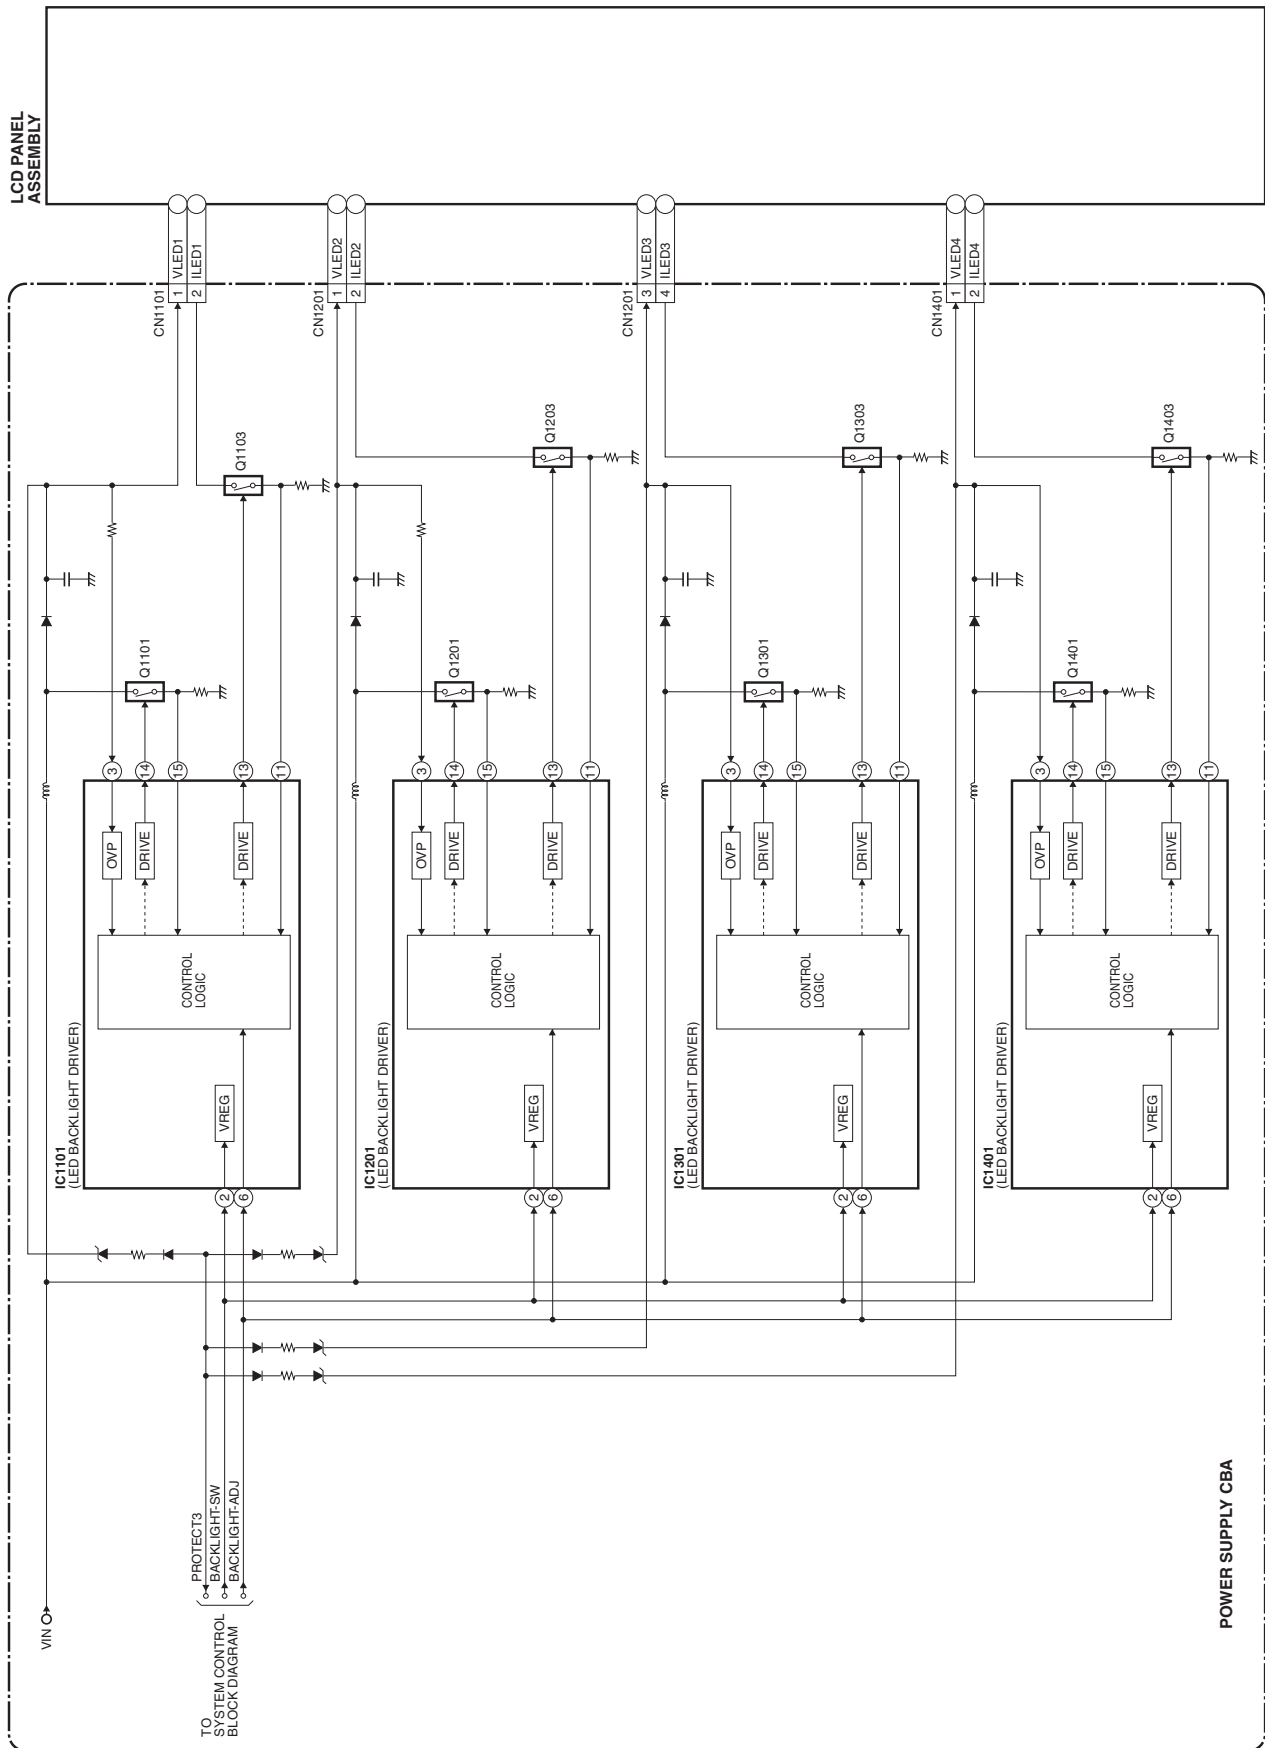 LCD PANEL
ASSEMBLY
CN1101
1 VLED1
2 ILED1
CN1201
1 VLED2
2 ILED2
CN1201
3 VLED3
4 ILED3
CN1401
1 VLED4
2 ILED4
Q1103
Q1203
Q1303
Q1403
Q1101
Q1201
Q1301
Q1401
IC1101
(LED BACKLIGHT DRIVER)
3
14
15
13
11
OVP
DRIVE
DRIVE
CONTROL
LOGIC
VREG
2
6
IC1201
(LED BACKLIGHT DRIVER)
3
14
15
13
11
OVP
DRIVE
DRIVE
CONTROL
LOGIC
VREG
2
6
IC1301
(LED BACKLIGHT DRIVER)
3
14
15
13
11
OVP
DRIVE
DRIVE
CONTROL
LOGIC
VREG
2
6
IC1401
(LED BACKLIGHT DRIVER)
3
14
15
13
11
OVP
DRIVE
DRIVE
CONTROL
LOGIC
VREG
2
6
VIN
PROTECT3
BACKLIGHT-SW
BACKLIGHT-ADJ
TO
SYSTEM CONTROL
BLOCK DIAGRAM
POWER SUPPLY CBA